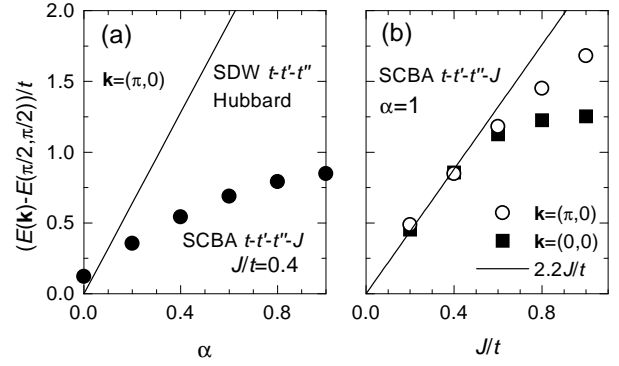 (E(k)-E(π/2,π/2))/t
2.0
1.5
1.0
0.5
0.0
(a)
k=(π,0)
SDW t-t'-t''
Hubbard
SCBA t-t'-t''-J
J/t=0.4
0.0 0.4 0.8
α
(b)
SCBA t-t'-t''-J
α=1
k=(π,0)
k=(0,0)
2.2J/t
0.0 0.4 0.8
J/t